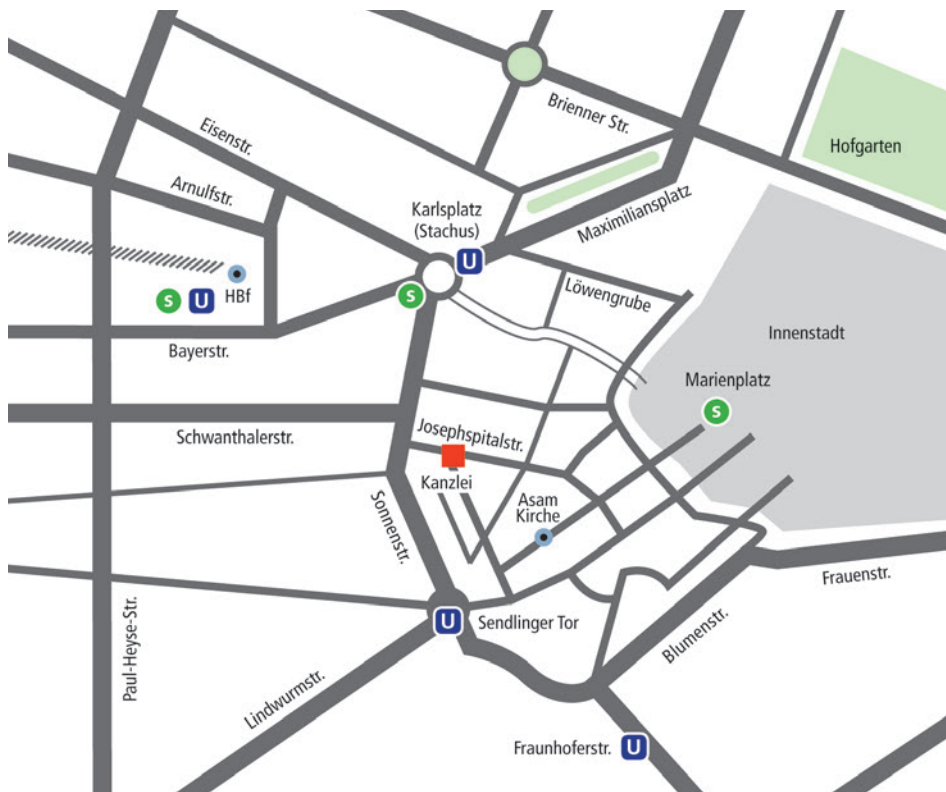 Brienner Str.
Hofgarten
Eisenstr.
Arnulfstr.
Karlsplatz
(Stachus)
Maximiliansplatz
U
S
U
HBf
S
Löwengrube
Innenstadt
Bayerstr.
Marienplatz
S
Schwanthalerstr.
Josephspitalstr.
Kanzlei
Asam
Kirche
Sonnenstr.
Frauenstr.
Paul-Heyse-Str.
U
Sendlinger Tor
Blumenstr.
Lindwurmstr.
Fraunhoferstr.
U